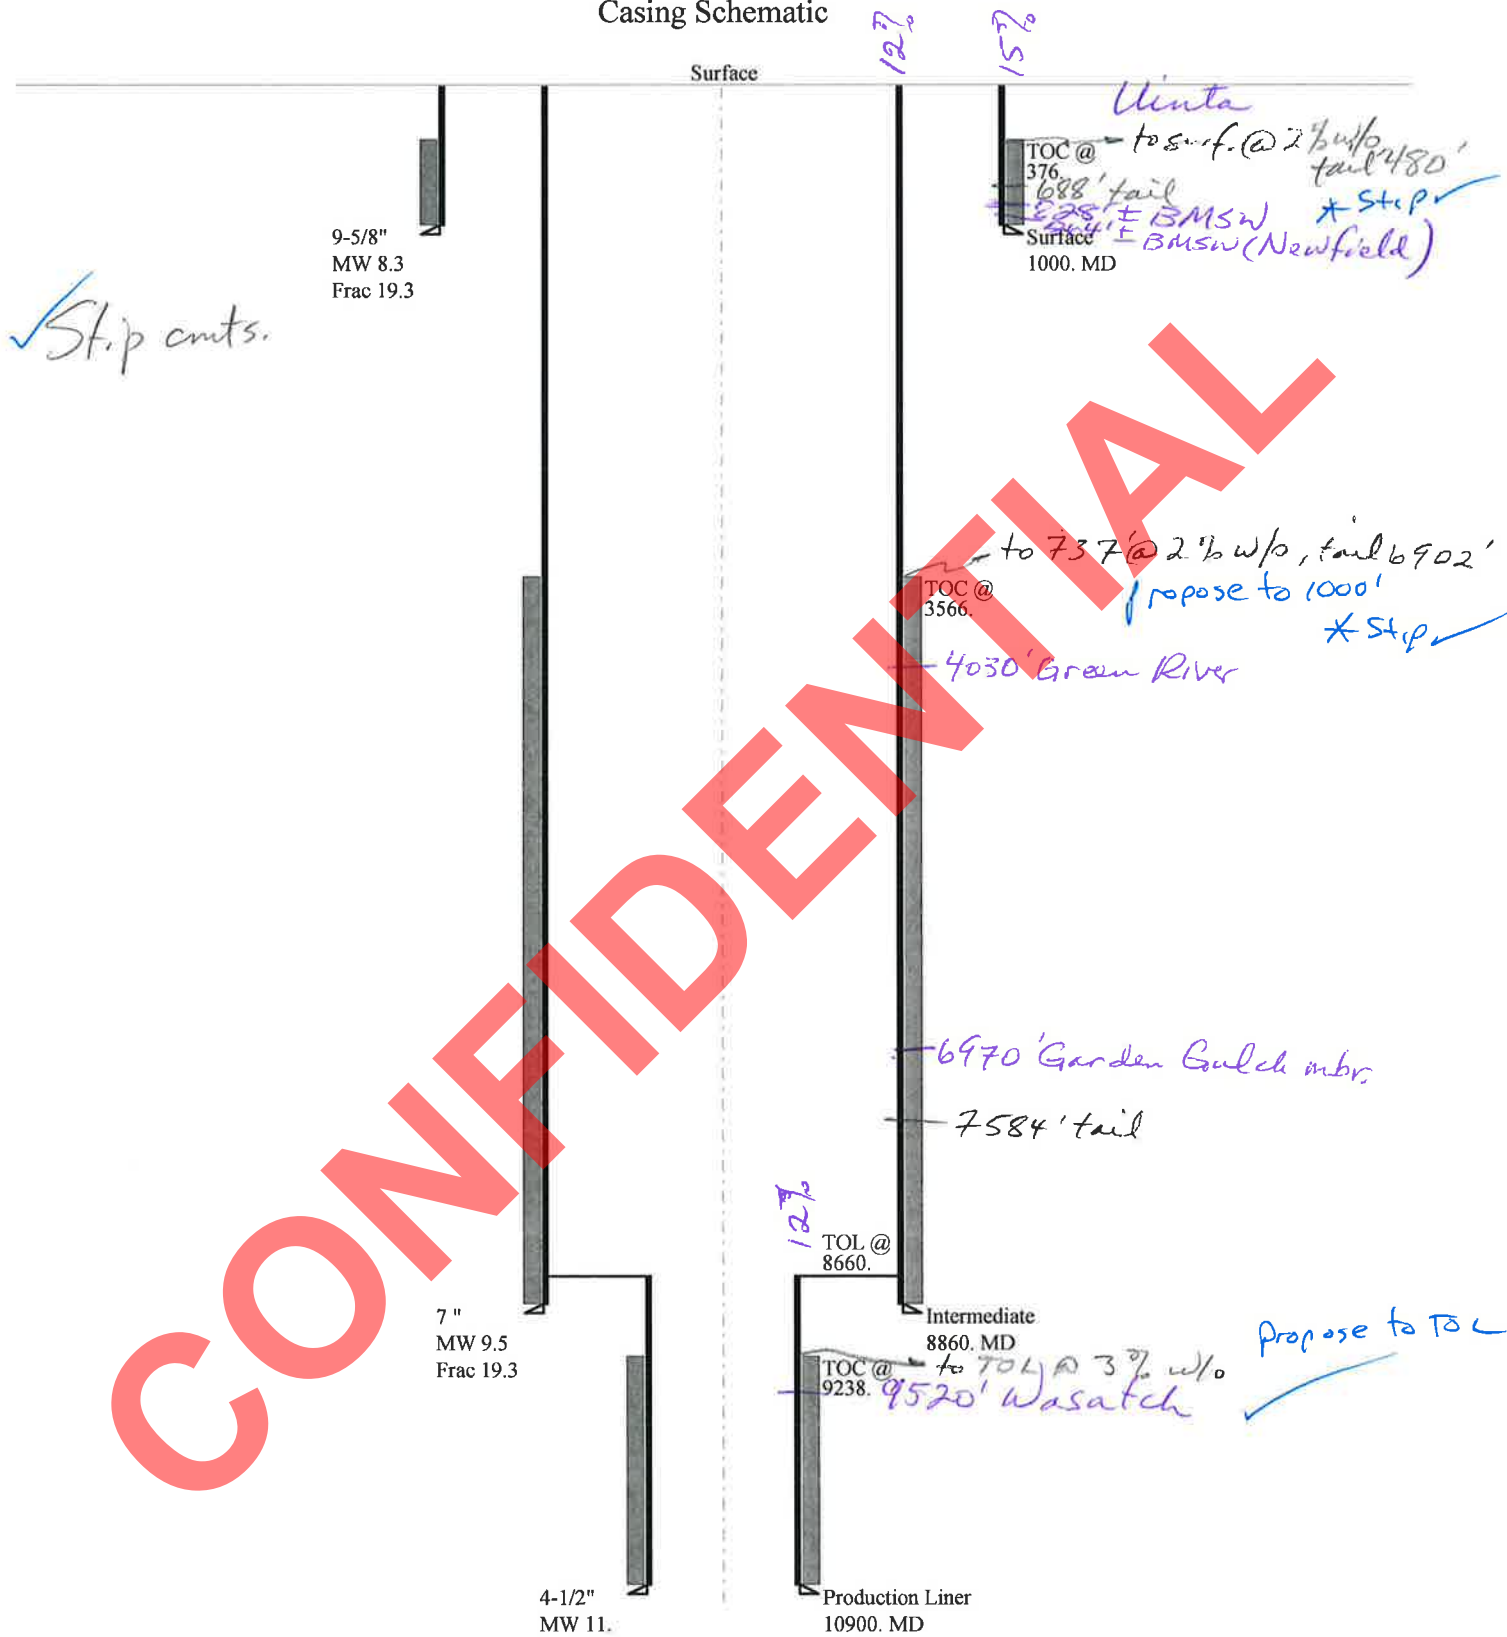 Casing Schematic
12%
15%
Surface
Uinta
to surf. @ 2% w/o
tail 480'
TOC @
376.
688' tail
* Stip ✓
± BMSW
± BMSW (Newfield)
Surface
1000. MD
9-5/8"
MW 8.3
Frac 19.3
✓ Stip cmts.
to 737' @ 2% w/o, tail 6902'
TOC @
3566.
propose to 1000'
* Stip ✓
4030' Green River
6970' Garden Gulch mbr.
7584' tail
12%
TOL @
8660.
7 "
MW 9.5
Frac 19.3
Intermediate
8860. MD
Propose to TOL
✓
TOC @
9238.
to TOL @ 3% w/o
9520' Wasatch
4-1/2"
MW 11.
Production Liner
10900. MD
CONFIDENTIAL